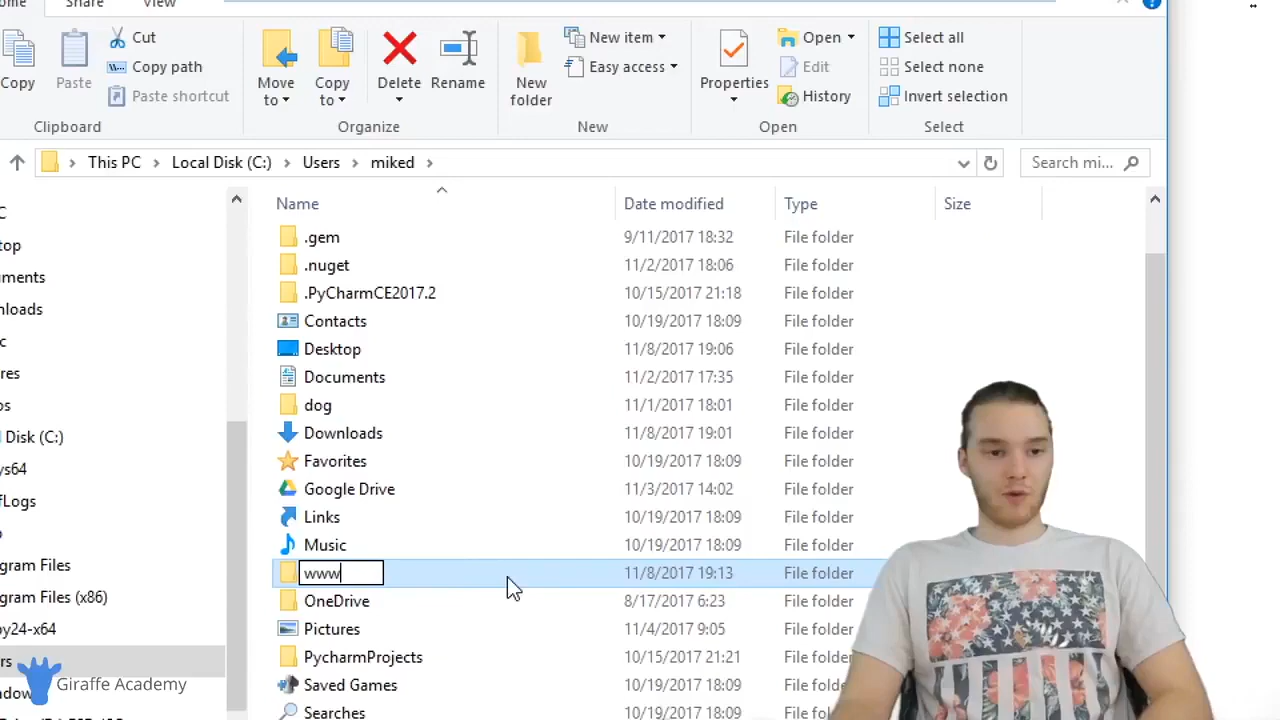 ome Share View
Copy Paste Cut Move to Copy to Delete Rename New folder New item Properties Open Select all
Copy path Easy access Edit Select none
Paste shortcut History Invert selection
Clipboard Organize New Open Select
This PC > Local Disk (C:) > Users > miked > Search mi...
Name Date modified Type Size
C .gem 9/11/2017 18:32 File folder
top .nuget 11/2/2017 18:06 File folder
uments .PyCharmCE2017.2 10/15/2017 21:18 File folder
nloads Contacts 10/19/2017 18:09 File folder
c Desktop 11/8/2017 19:06 File folder
res Documents 11/2/2017 17:35 File folder
os dog 11/1/2017 18:01 File folder
Disk (C:) Downloads 11/8/2017 19:01 File folder
ys64 Favorites 10/19/2017 18:09 File folder
fLogs Google Drive 11/3/2017 14:02 File folder
Links 10/19/2017 18:09 File folder
gram Files Music 10/19/2017 18:09 File folder
gram Files (x86) www 11/8/2017 19:13 File folder
by24-x64 OneDrive 8/17/2017 6:23 File folder
rs Pictures 11/4/2017 9:05 File folder
ndow PycharmProjects 10/15/2017 21:21 File folder
Giraffe Academy Saved Games 10/19/2017 18:09 File folder
Searches 10/19/2017 18:09 File folder